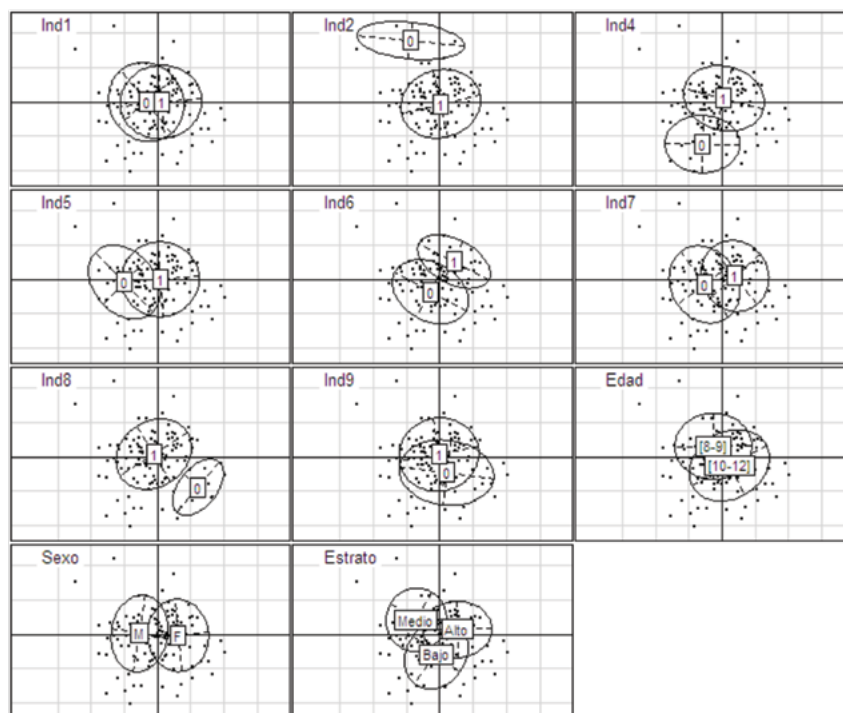 Ind1
0 1
Ind2
0
1
Ind4
1
0
Ind5
0 1
Ind6
1
0
Ind7
0 1
Ind8
1
0
Ind9
1
0
Edad
[8-9]
[10-12]
Sexo
M F
Estrato
Medio
Alto
Bajo